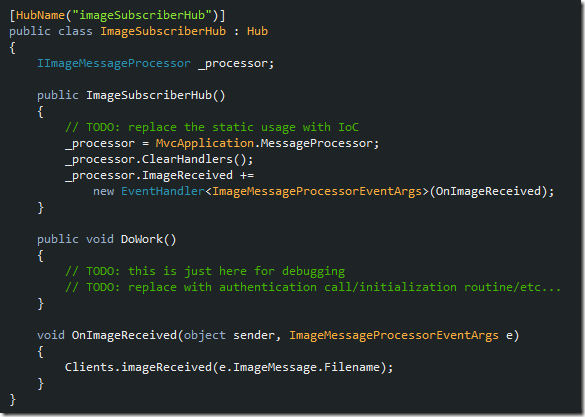 [HubName("imageSubscriberHub")]
public class ImageSubscriberHub : Hub
{
    IImageMessageProcessor _processor;

    public ImageSubscriberHub()
    {
        // TODO: replace the static usage with IoC
        _processor = MvcApplication.MessageProcessor;
        _processor.ClearHandlers();
        _processor.ImageReceived +=
            new EventHandler<ImageMessageProcessorEventArgs>(OnImageReceived);
    }

    public void DoWork()
    {
        // TODO: this is just here for debugging
        // TODO: replace with authentication call/initialization routine/etc...
    }

    void OnImageReceived(object sender, ImageMessageProcessorEventArgs e)
    {
        Clients.imageReceived(e.ImageMessage.Filename);
    }
}